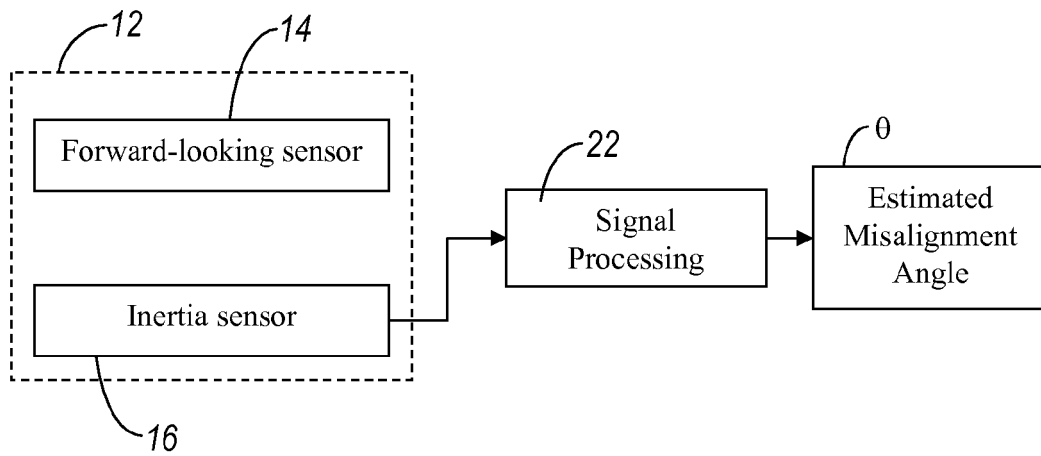 12
14
Forward-looking sensor
Inertia sensor
16
22
Signal
Processing
θ
Estimated
Misalignment
Angle